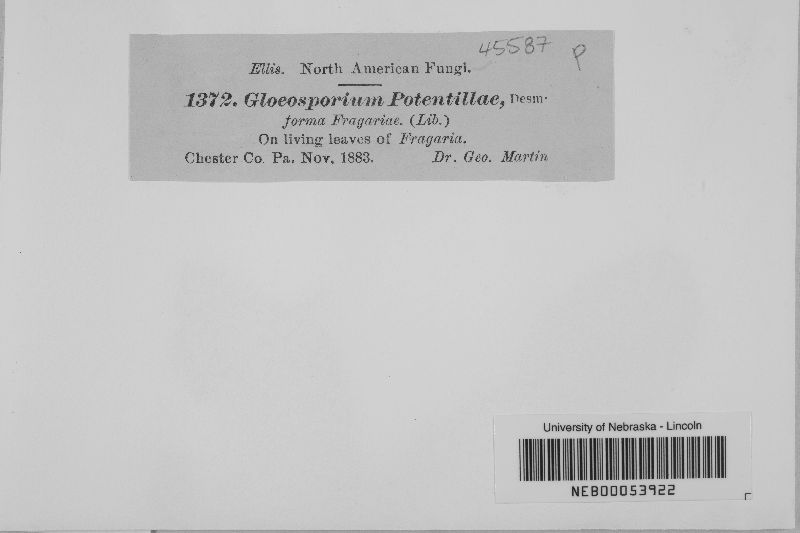 45587 P
Ellis. North American Fungi.
1372. Gloeosporium Potentillae, Desm.
forma Fragariae. (Lib.)
On living leaves of Fragaria.
Chester Co. Pa. Nov. 1883. Dr. Geo. Martin
University of Nebraska - Lincoln
NEB00053922